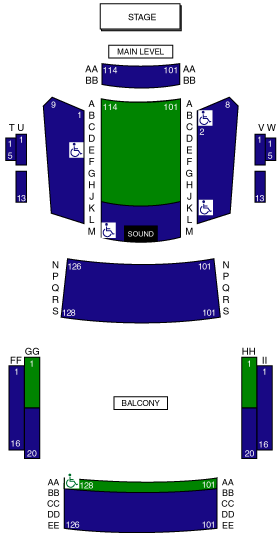 STAGE
MAIN LEVEL
AA 114 101 AA
BB BB
9 A 114 101 A 8
1 B B
C C 2
T U D D V W
1 1 E E 1 1
5 F F 5
G G
H H
13 J J 13
K K
L L
M SOUND M
N 126 101 N
P P
Q Q
R R
S 128 101 S
GG HH
FF II
1 1 1 1
BALCONY
16 16
20 20
AA 128 101 AA
BB BB
CC CC
DD DD
EE 126 101 EE